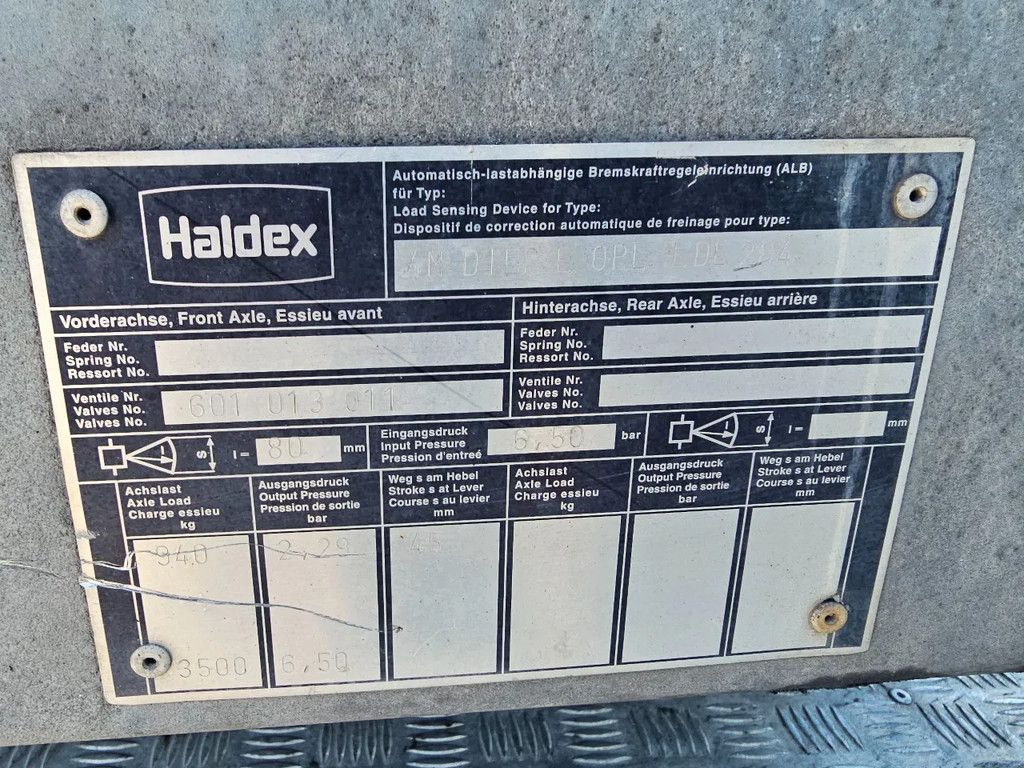 Haldex
Automatisch-lastabhängige Bremskraftregeleinrichtung (ALB)
für Typ:
Load Sensing Device for Type:
Dispositif de correction automatique de freinage pour type:
DE
Vorderachse, Front Axle, Essieu avant
Hinterachse, Rear Axle, Essieu arrière
Feder Nr.
Spring No.
Ressort No.
Feder Nr.
Spring No.
Ressort No.
Ventile Nr.
Valves No.
Valves No.
601 013 011
Ventile Nr.
Valves No.
Valves No.
s l = 80 mm
Eingangsdruck
Input Pressure
Pression d'entreé
6,50 bar
s l = mm
Achslast
Axle Load
Charge essieu
kg
Ausgangsdruck
Output Pressure
Pression de sortie
bar
Weg s am Hebel
Stroke s at Lever
Course s au levier
mm
Achslast
Axle Load
Charge essieu
kg
Ausgangsdruck
Output Pressure
Pression de sortie
bar
Weg s am Hebel
Stroke s at Lever
Course s au levier
mm
940 2,29 45
3500 6,50